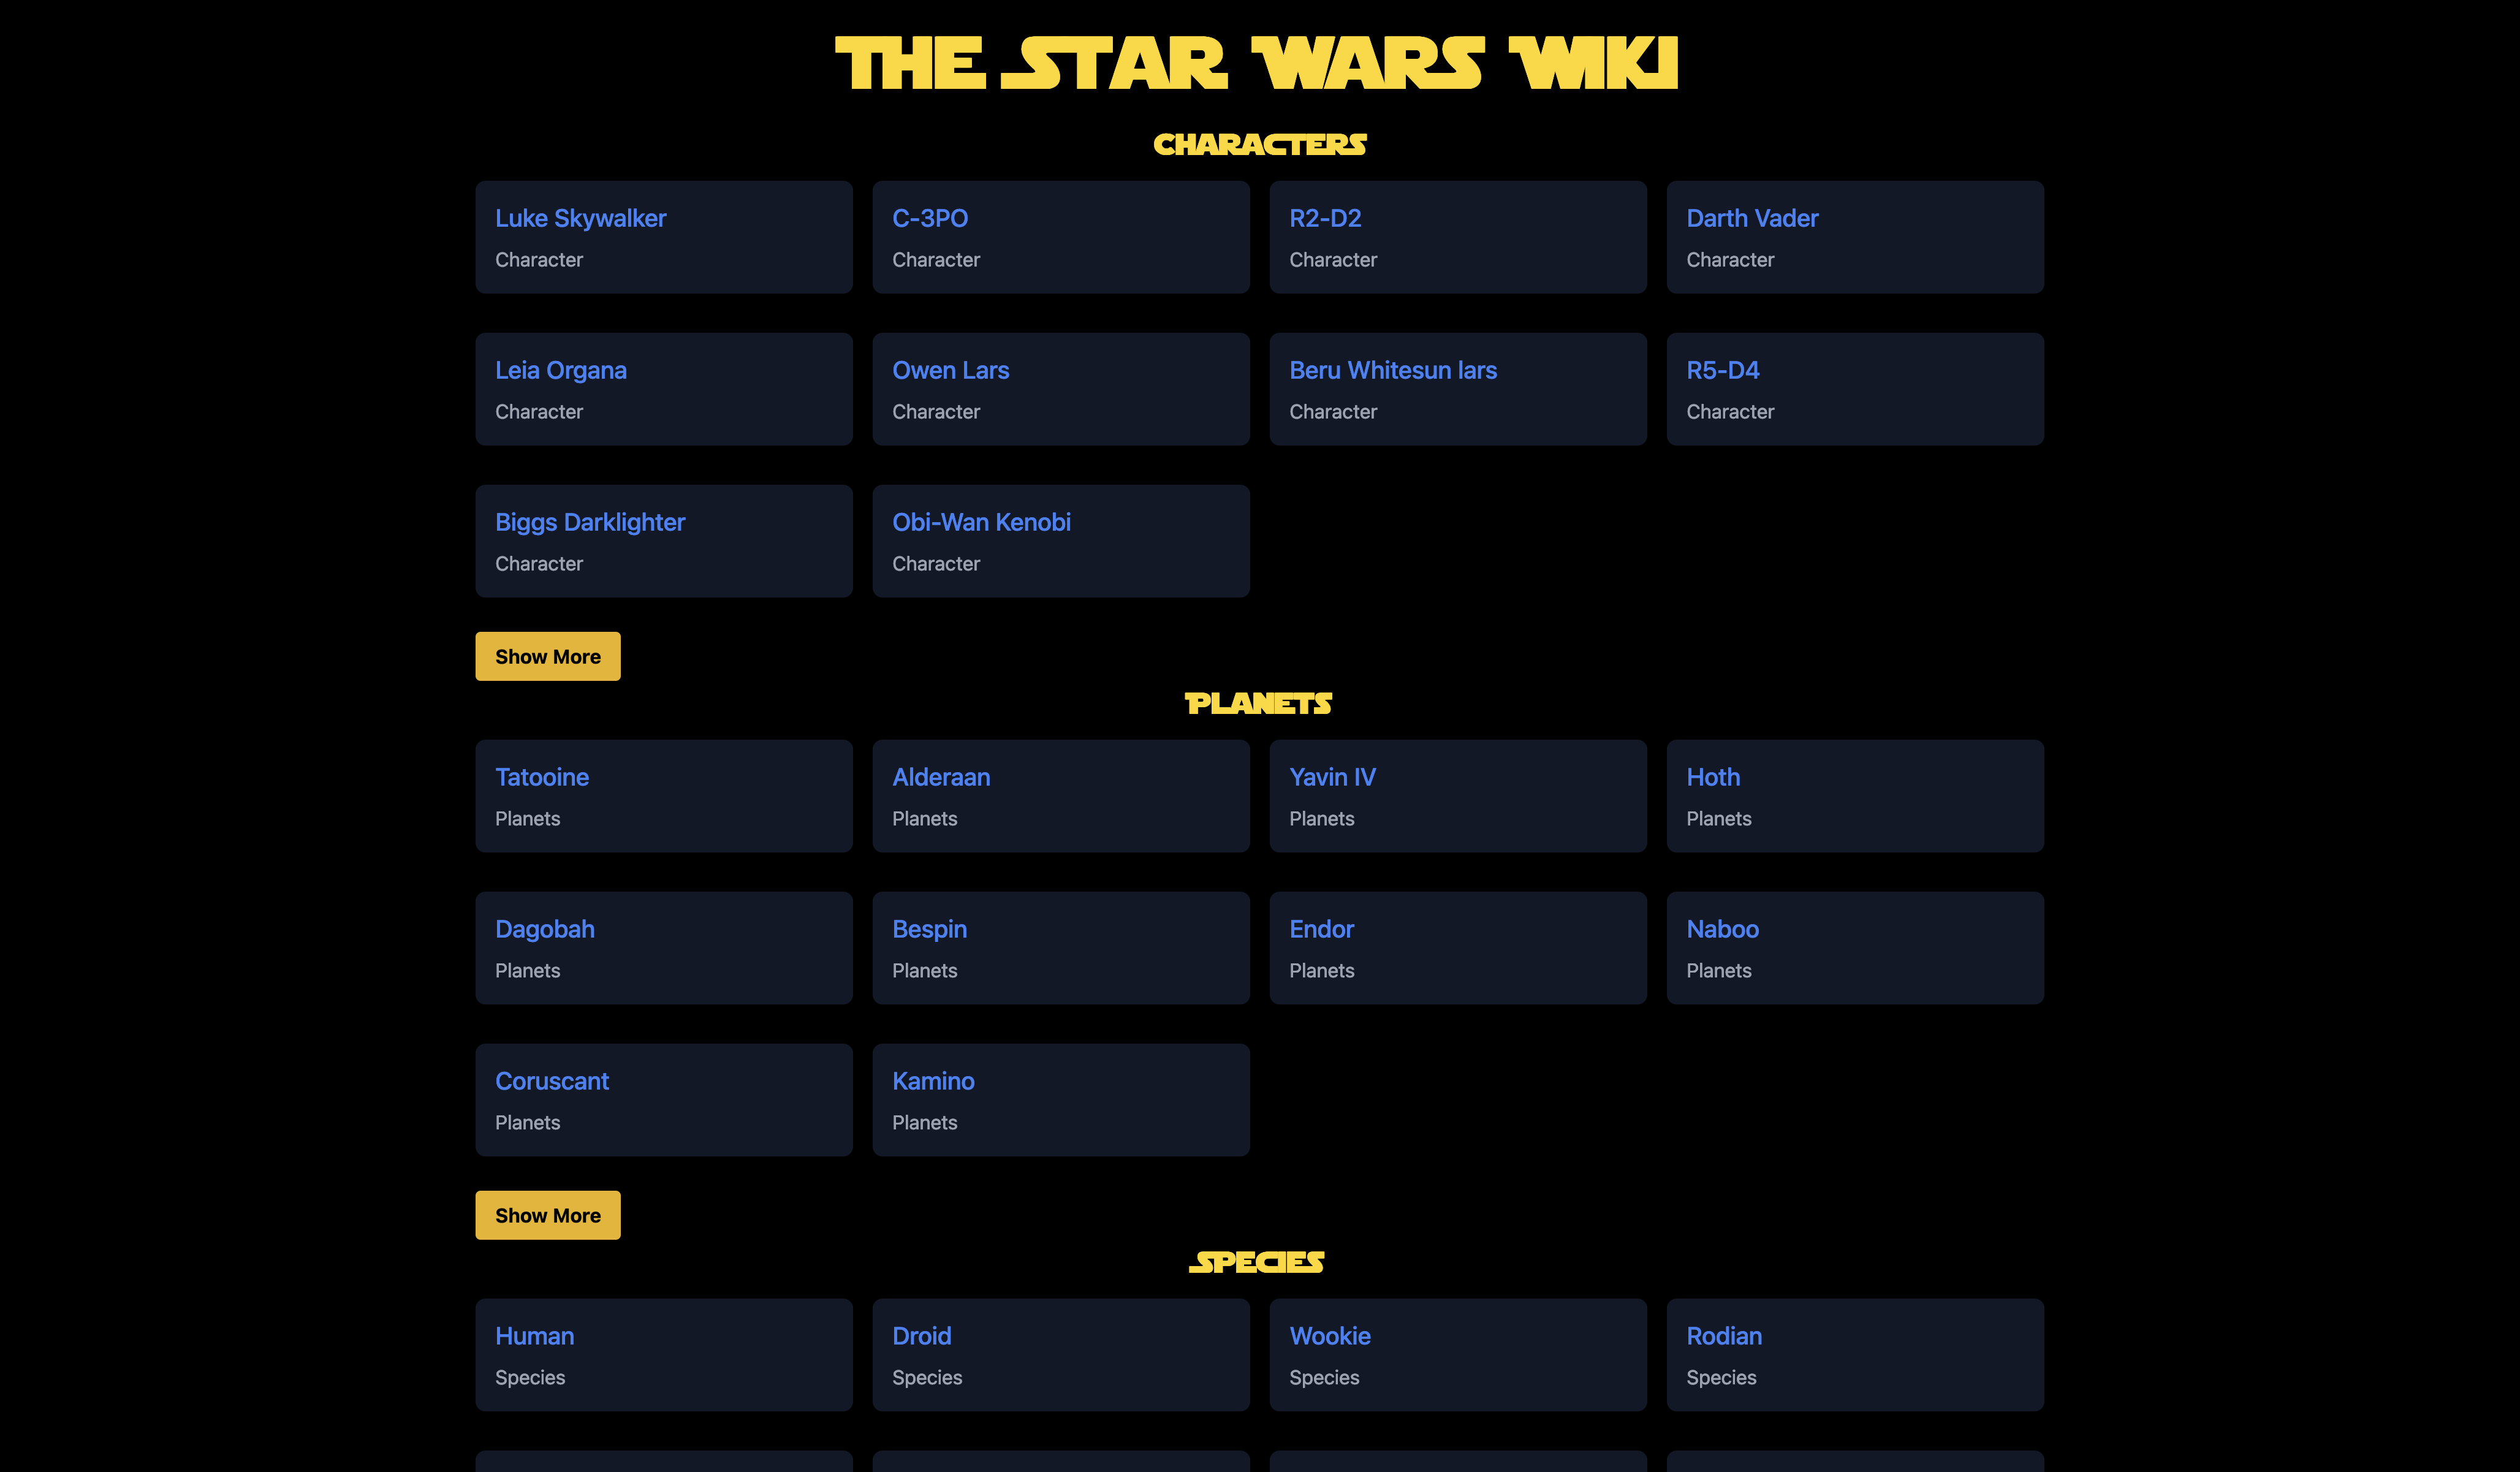 THE STAR WARS WIKI
CHARACTERS
Luke Skywalker
Character
C-3PO
Character
R2-D2
Character
Darth Vader
Character
Leia Organa
Character
Owen Lars
Character
Beru Whitesun lars
Character
R5-D4
Character
Biggs Darklighter
Character
Obi-Wan Kenobi
Character
Show More
PLANETS
Tatooine
Planets
Alderaan
Planets
Yavin IV
Planets
Hoth
Planets
Dagobah
Planets
Bespin
Planets
Endor
Planets
Naboo
Planets
Coruscant
Planets
Kamino
Planets
Show More
SPECIES
Human
Species
Droid
Species
Wookie
Species
Rodian
Species